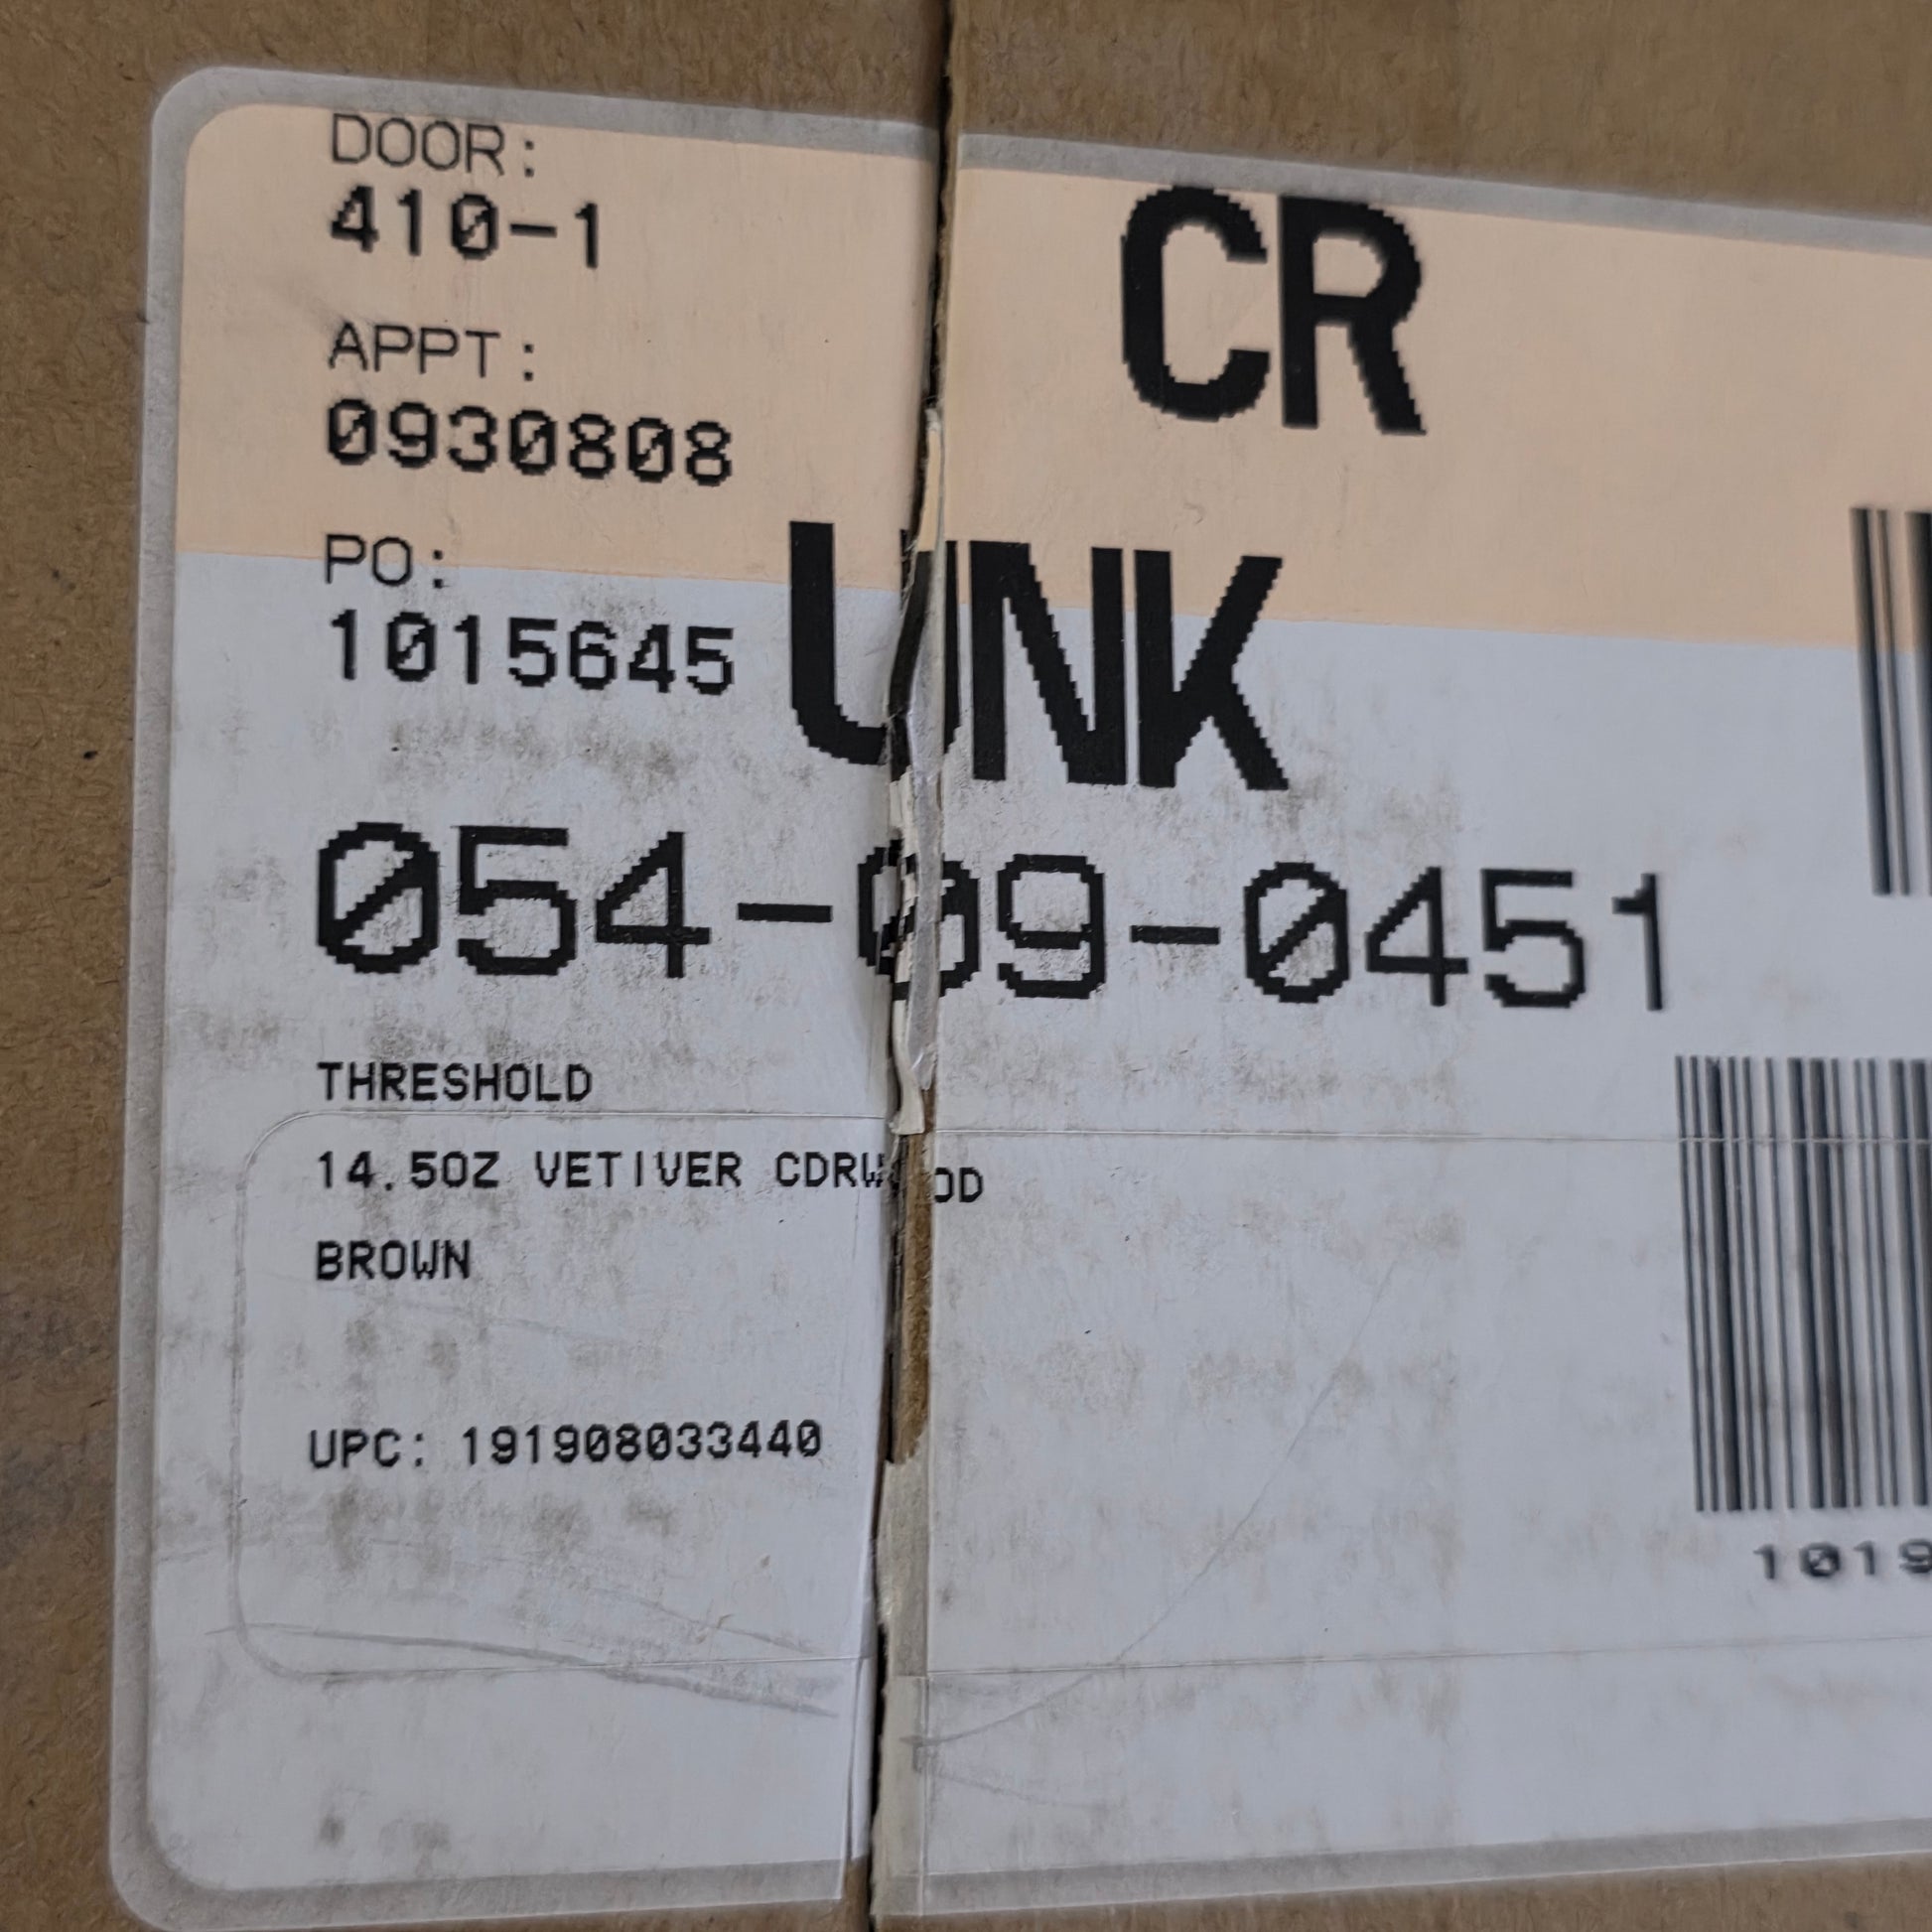 DOOR:
410-1
CR
APPT:
0930808
PO:
1015645
UNK
054-09-0451
THRESHOLD
14.5OZ VETIVER CDRWOOD
BROWN
UPC: 191908033440
1019